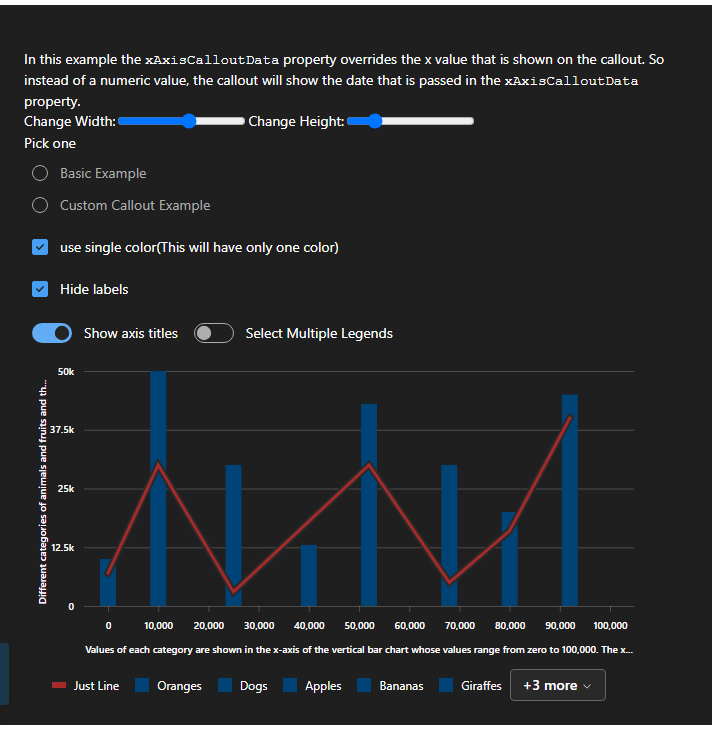 In this example the xAxisCalloutData property overrides the x value that is shown on the callout. So
instead of a numeric value, the callout will show the date that is passed in the xAxisCalloutData
property.
Change Width: Change Height:
Pick one
Basic Example
Custom Callout Example
use single color(This will have only one color)
Hide labels
Show axis titles Select Multiple Legends
Different categories of animals and fruits and th...
50k
37.5k
25k
12.5k
0
0 10,000 20,000 30,000 40,000 50,000 60,000 70,000 80,000 90,000 100,000
Values of each category are shown in the x-axis of the vertical bar chart whose values range from zero to 100,000. The x...
Just Line Oranges Dogs Apples Bananas Giraffes +3 more